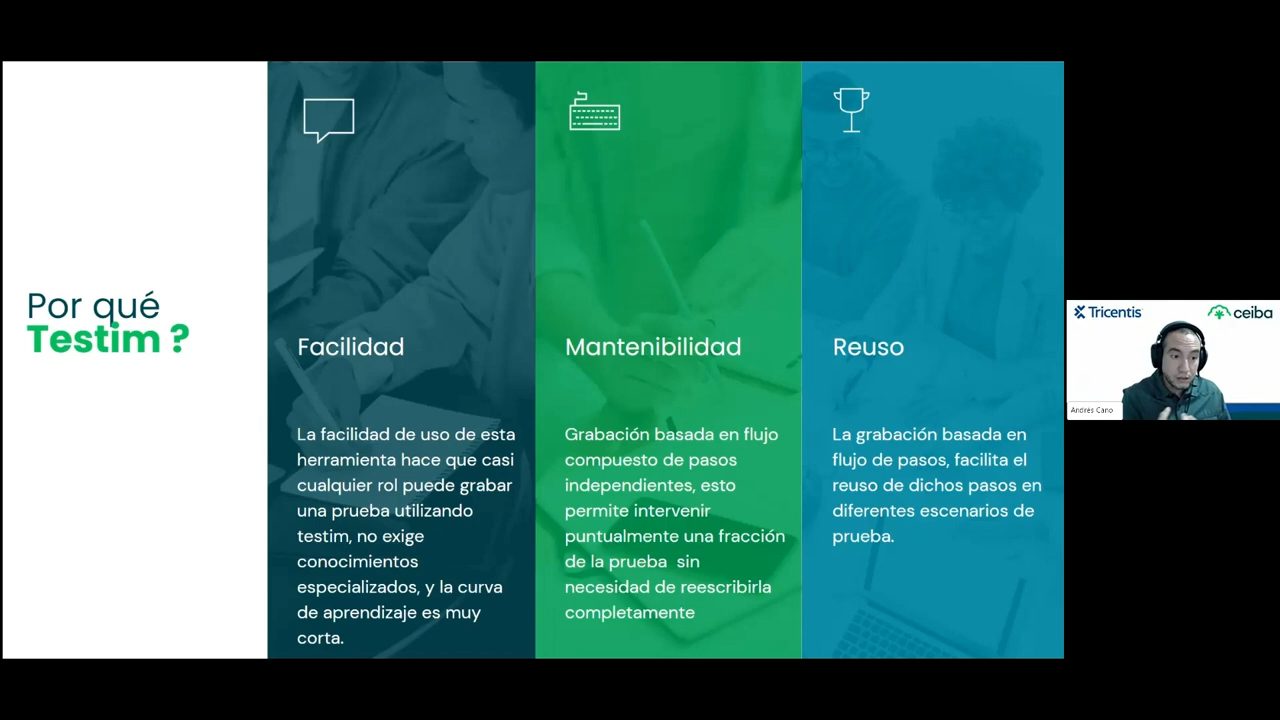 Por qué
Testim ?
Facilidad
La facilidad de uso de esta
herramienta hace que casi
cualquier rol puede grabar
una prueba utilizando
testim, no exige
conocimientos
especializados, y la curva
de aprendizaje es muy
corta.
Mantenibilidad
Grabación basada en flujo
compuesto de pasos
independientes, esto
permite intervenir
puntualmente una fracción
de la prueba  sin
necesidad de reescribirla
completamente
Reuso
La grabación basada en
flujo de pasos, facilita el
reuso de dichos pasos en
diferentes escenarios de
prueba.
Tricentis
ceiba
Andrés Cano